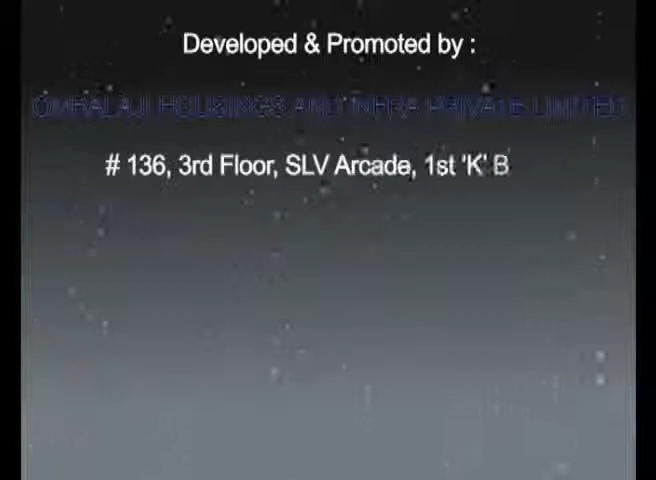 Developed & Promoted by :
HOUSINGS AND INFRA PRIVATE LIMITED
# 136, 3rd Floor, SLV Arcade, 1st 'K' B